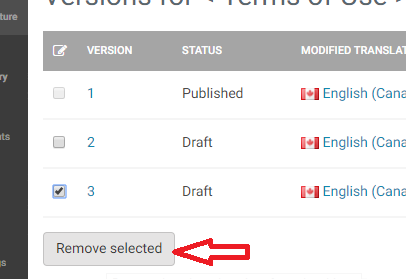 Versions for < Terms of Use >
ture
VERSION STATUS MODIFIED TRANSLAT
1 Published English (Cana
ry
2 Draft English (Cana
ts
3 Draft English (Cana
Remove selected
gs